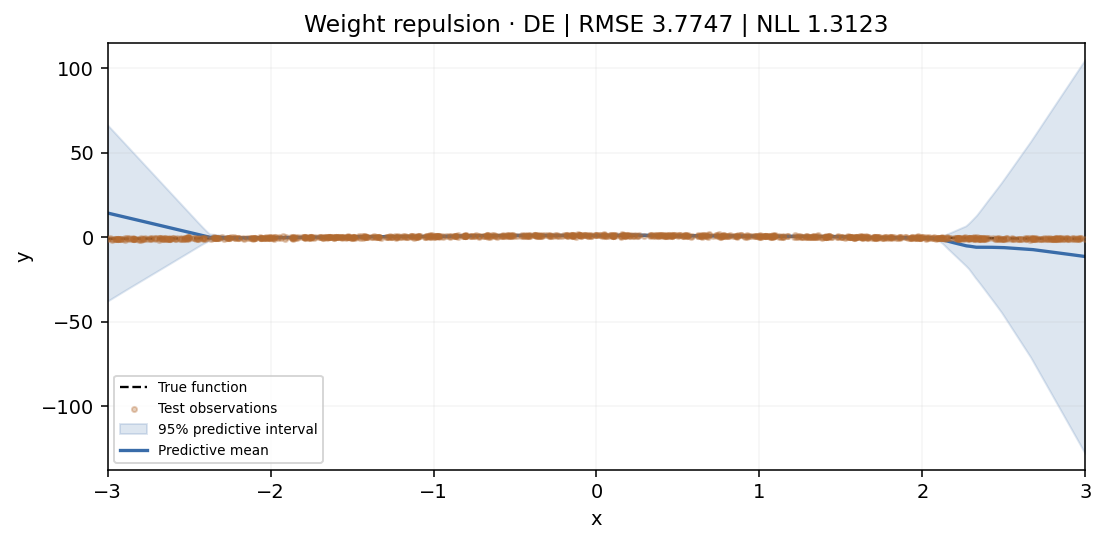 Weight repulsion · DE | RMSE 3.7747 | NLL 1.3123
100
50
0
−50
−100
y
True function
Test observations
95% predictive interval
Predictive mean
−3 −2 −1 0 1 2 3
x